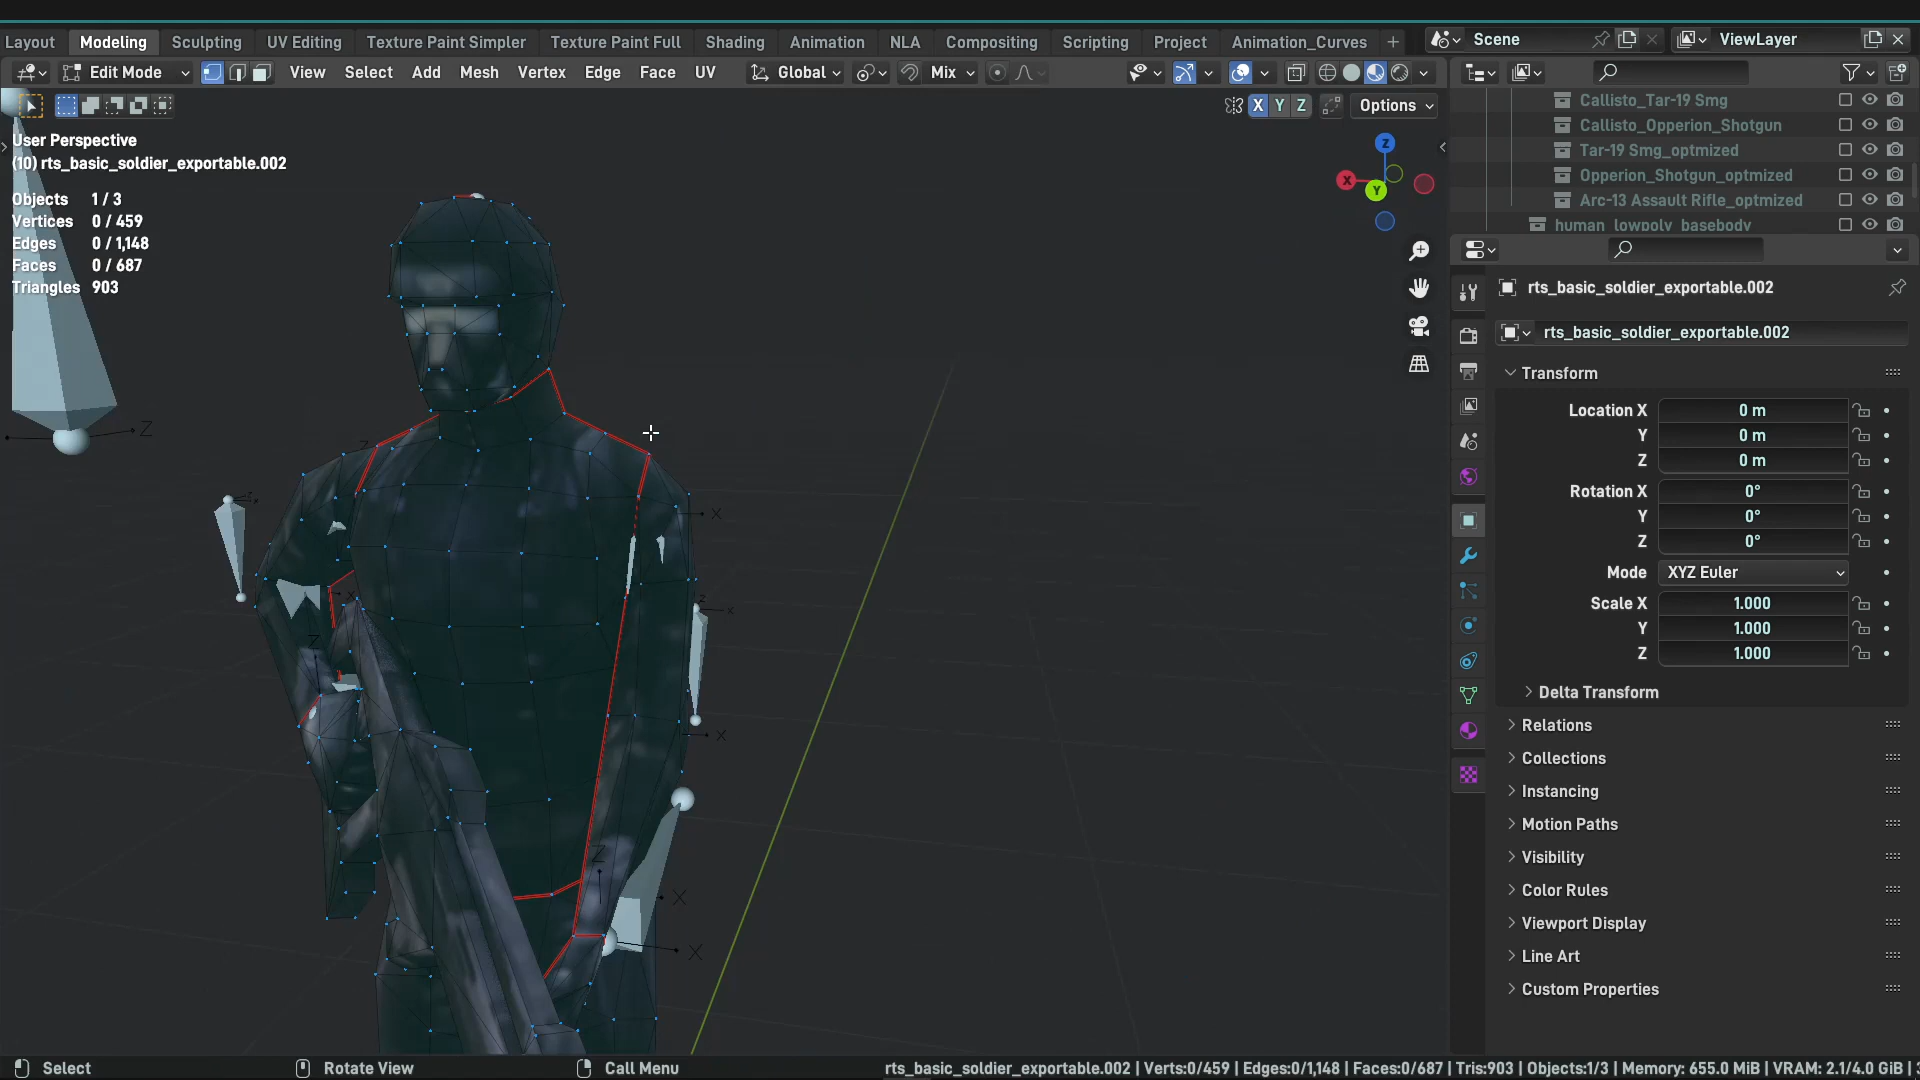 Layout Modeling Sculpting UV Editing Texture Paint Simpler Texture Paint Full Shading Animation NLA Compositing Scripting Project Animation_Curves + Scene ViewLayer
Edit Mode View Select Add Mesh Vertex Edge Face UV Global Mix
X Y Z Options
User Perspective
(10) rts_basic_soldier_exportable.002
Objects 1 / 3
Vertices 0 / 459
Edges 0 / 1,148
Faces 0 / 687
Triangles 903
Z
X
Y
Z
Z
X
X
X
Z
X
Z
X
Z
X
X
Callisto_Tar-19 Smg
Callisto_Opperion_Shotgun
Tar-19 Smg_optmized
Opperion_Shotgun_optmized
Arc-13 Assault Rifle_optmized
human_lowpoly_basebody
rts_basic_soldier_exportable.002
rts_basic_soldier_exportable.002
Transform
Location X 0 m
Y 0 m
Z 0 m
Rotation X 0°
Y 0°
Z 0°
Mode XYZ Euler
Scale X 1.000
Y 1.000
Z 1.000
Delta Transform
Relations
Collections
Instancing
Motion Paths
Visibility
Color Rules
Viewport Display
Line Art
Custom Properties
Select Rotate View Call Menu rts_basic_soldier_exportable.002 | Verts:0/459 | Edges:0/1,148 | Faces:0/687 | Tris:903 | Objects:1/3 | Memory: 655.0 MiB | VRAM: 2.1/4.0 GiB |